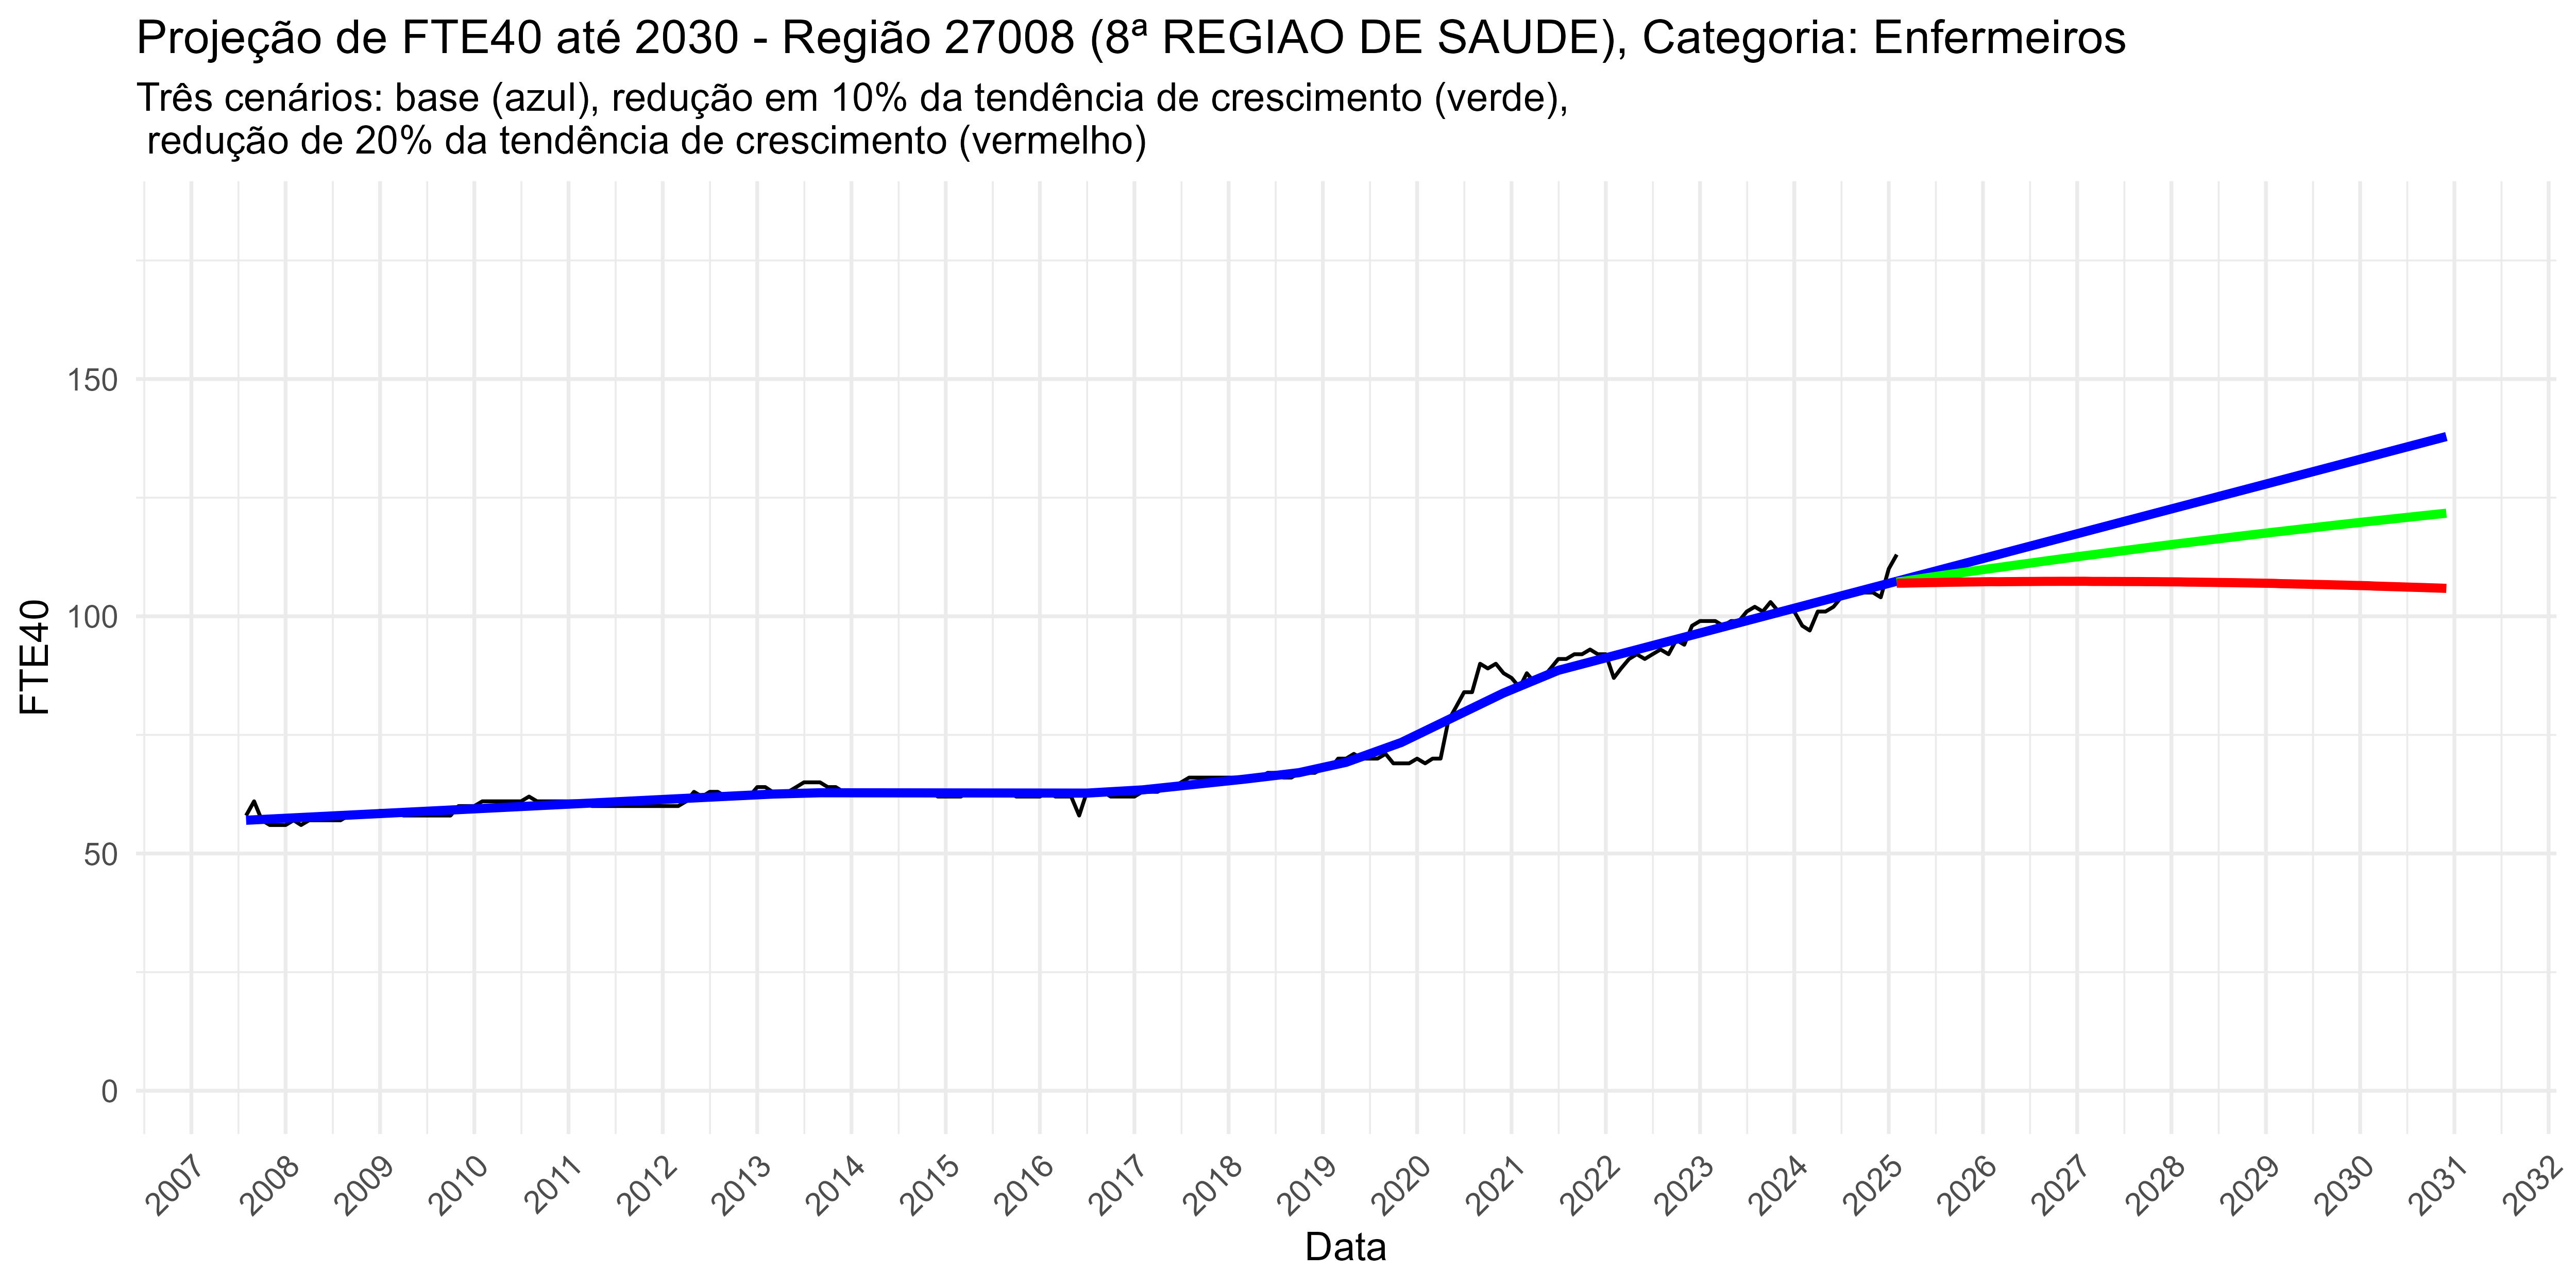 Projeção de FTE40 até 2030 - Região 27008 (8ª REGIAO DE SAUDE), Categoria: Enfermeiros
Três cenários: base (azul), redução em 10% da tendência de crescimento (verde),
redução de 20% da tendência de crescimento (vermelho)
FTE40
150
100
50
0
2007 2008 2009 2010 2011 2012 2013 2014 2015 2016 2017 2018 2019 2020 2021 2022 2023 2024 2025 2026 2027 2028 2029 2030 2031 2032
Data